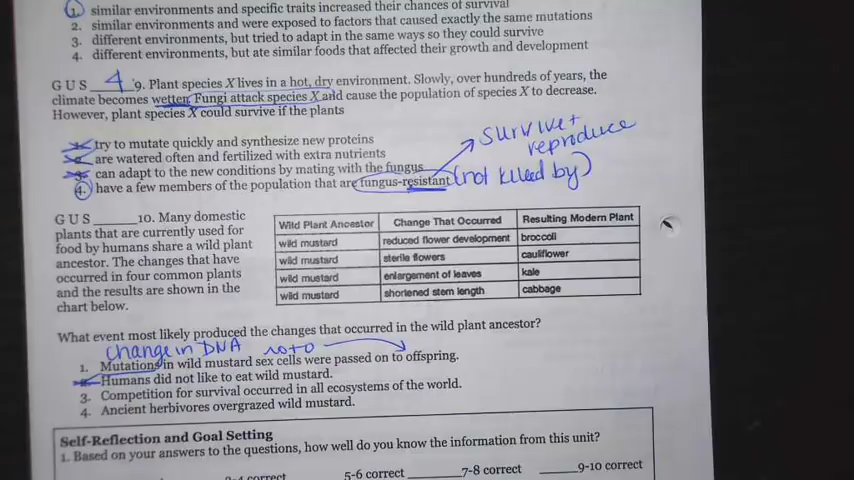 1. similar environments and specific traits increased their chances of survival
2. similar environments and were exposed to factors that caused exactly the same mutations
3. different environments, but tried to adapt in the same ways so they could survive
4. different environments, but ate similar foods that affected their growth and development
G U S 4 9. Plant species X lives in a hot, dry environment. Slowly, over hundreds of years, the
climate becomes wetter. Fungi attack species X and cause the population of species X to decrease.
However, plant species X could survive if the plants
survive +
reproduce
try to mutate quickly and synthesize new proteins
are watered often and fertilized with extra nutrients
can adapt to the new conditions by mating with the fungus
4. have a few members of the population that are fungus-resistant (not killed by)
G U S ____ 10. Many domestic
plants that are currently used for
food by humans share a wild plant
ancestor. The changes that have
occurred in four common plants
and the results are shown in the
chart below.
Wild Plant Ancestor Change That Occurred Resulting Modern Plant
wild mustard reduced flower development broccoli
wild mustard sterile flowers cauliflower
wild mustard enlargement of leaves kale
wild mustard shortened stem length cabbage
What event most likely produced the changes that occurred in the wild plant ancestor?
change in DNA
1. Mutations in wild mustard sex cells were passed on to offspring.
Humans did not like to eat wild mustard.
3. Competition for survival occurred in all ecosystems of the world.
4. Ancient herbivores overgrazed wild mustard.
Self-Reflection and Goal Setting
1. Based on your answers to the questions, how well do you know the information from this unit?
correct 5-6 correct ____ 7-8 correct ____ 9-10 correct